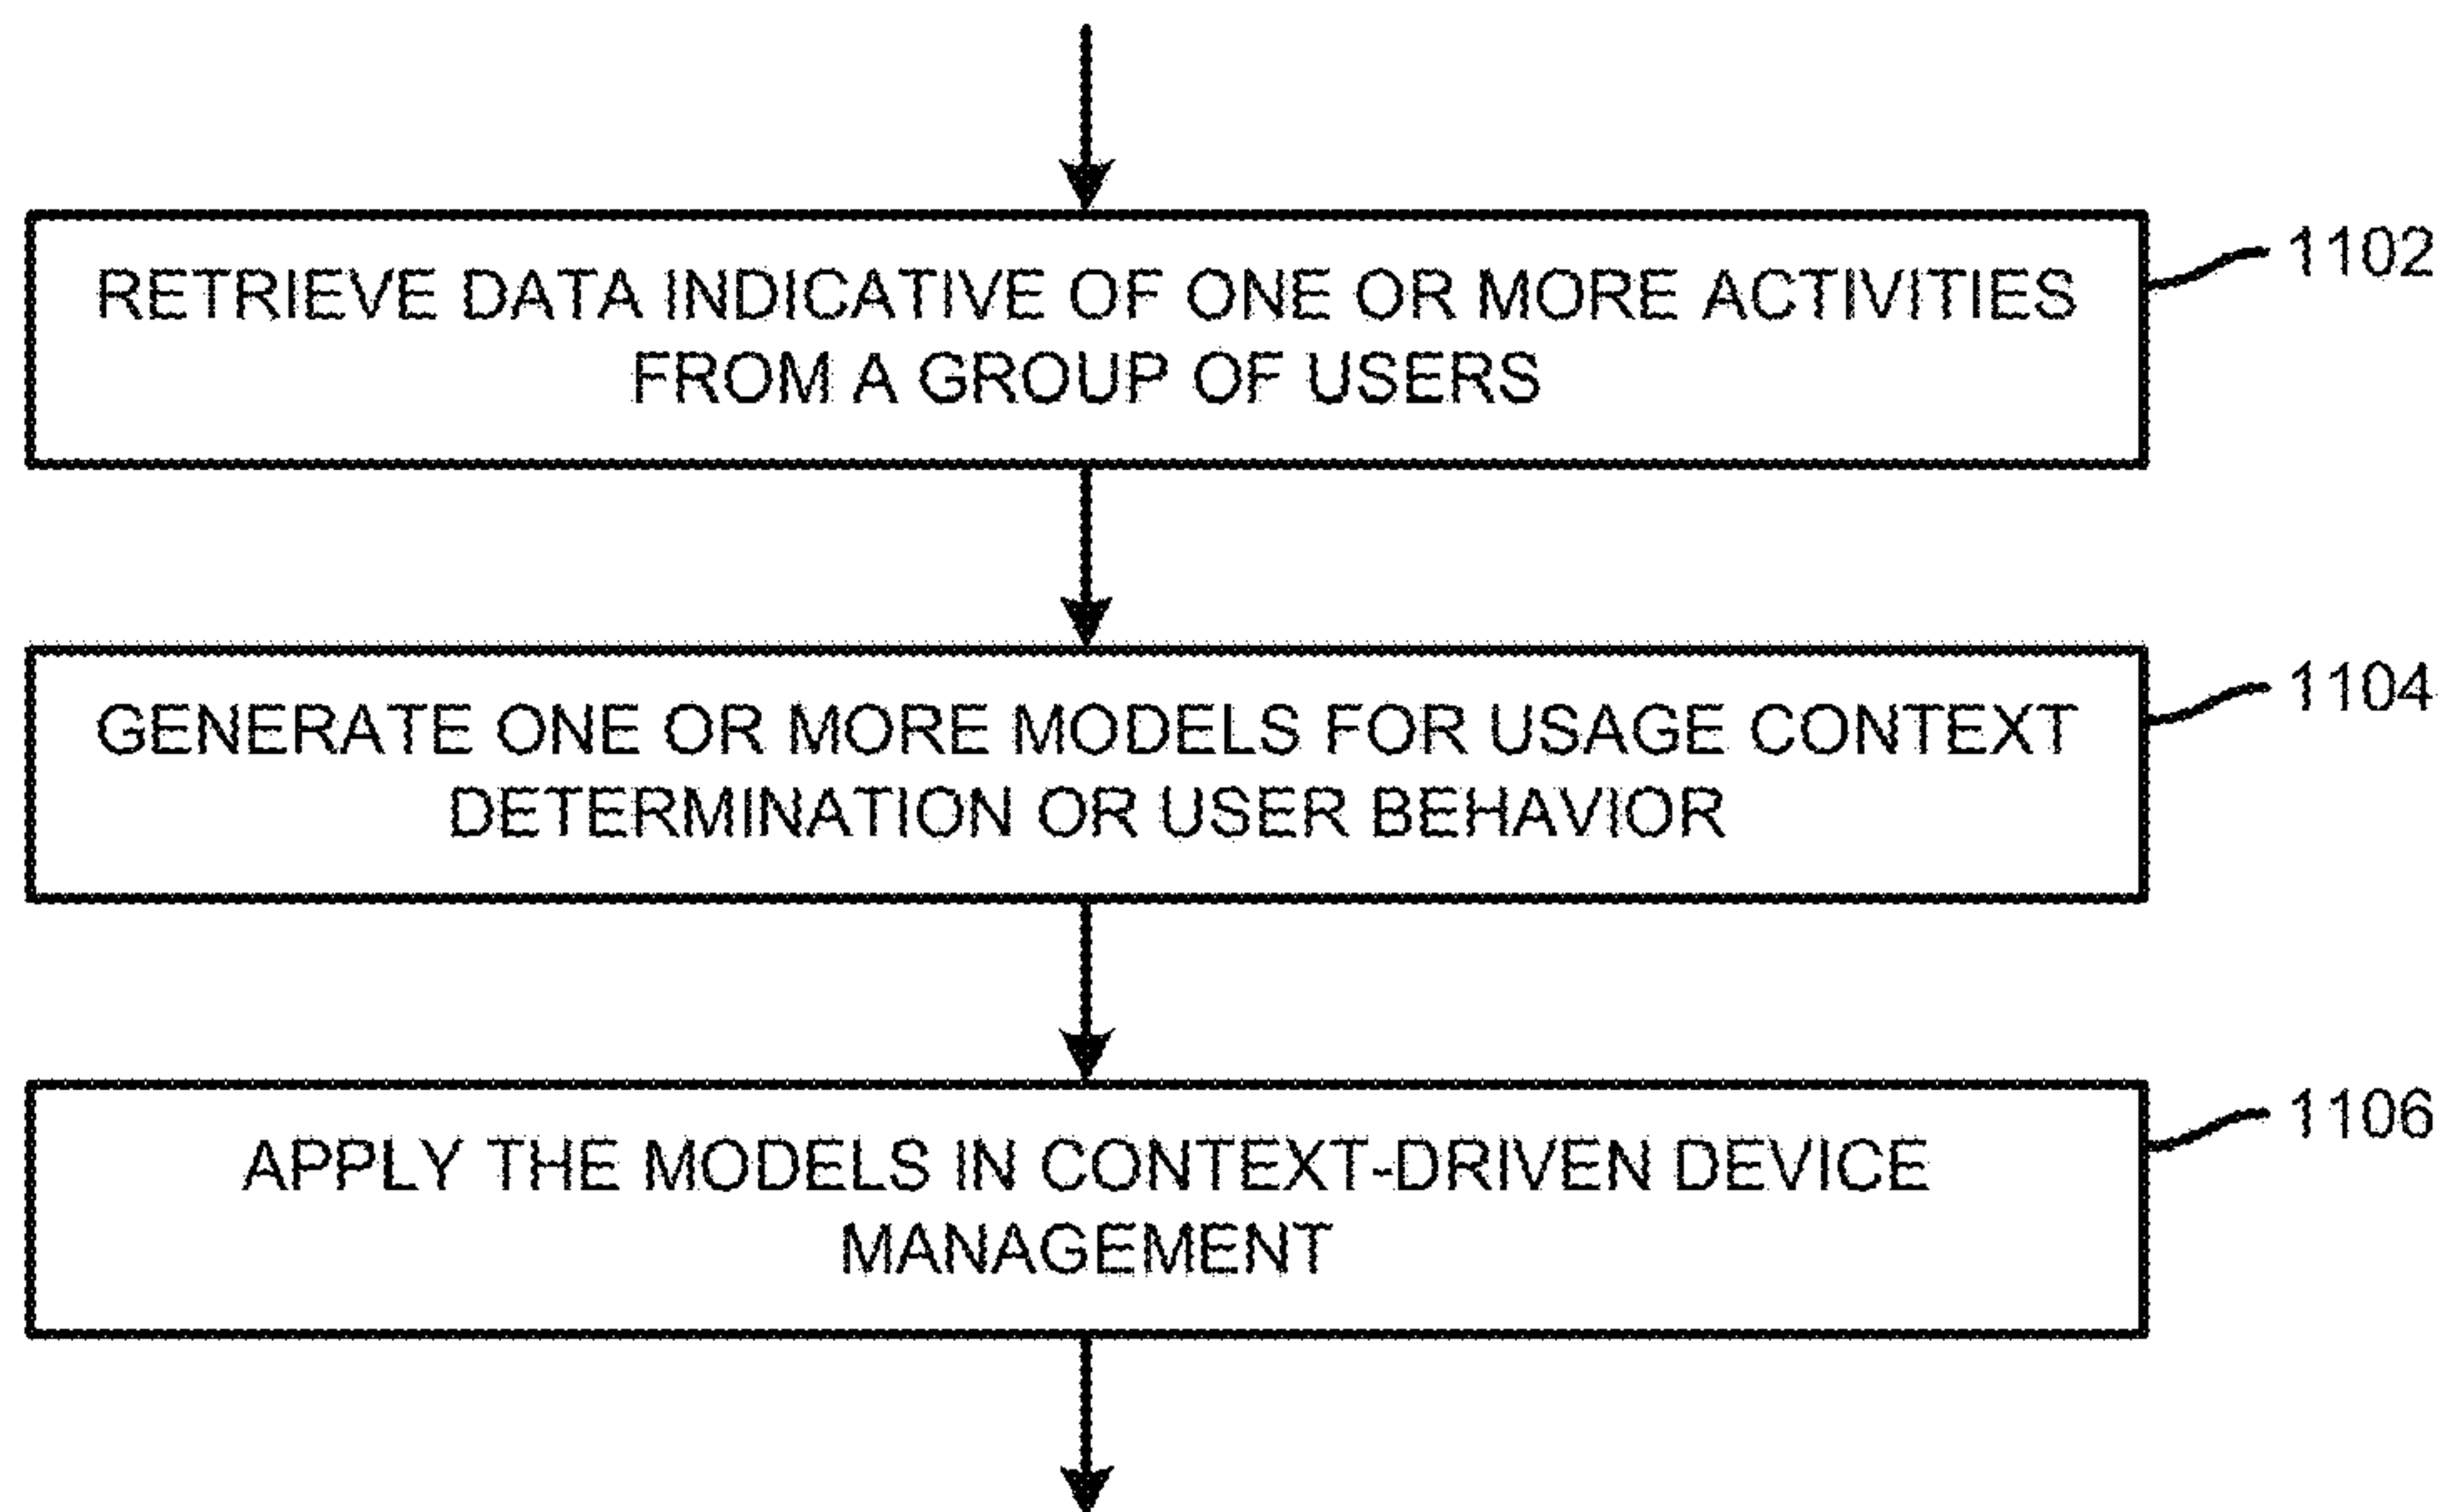 RETRIEVE DATA INDICATIVE OF ONE OR MORE ACTIVITIES
FROM A GROUP OF USERS
1102
GENERATE ONE OR MORE MODELS FOR USAGE CONTEXT
DETERMINATION OR USER BEHAVIOR
1104
APPLY THE MODELS IN CONTEXT-DRIVEN DEVICE
MANAGEMENT
1106